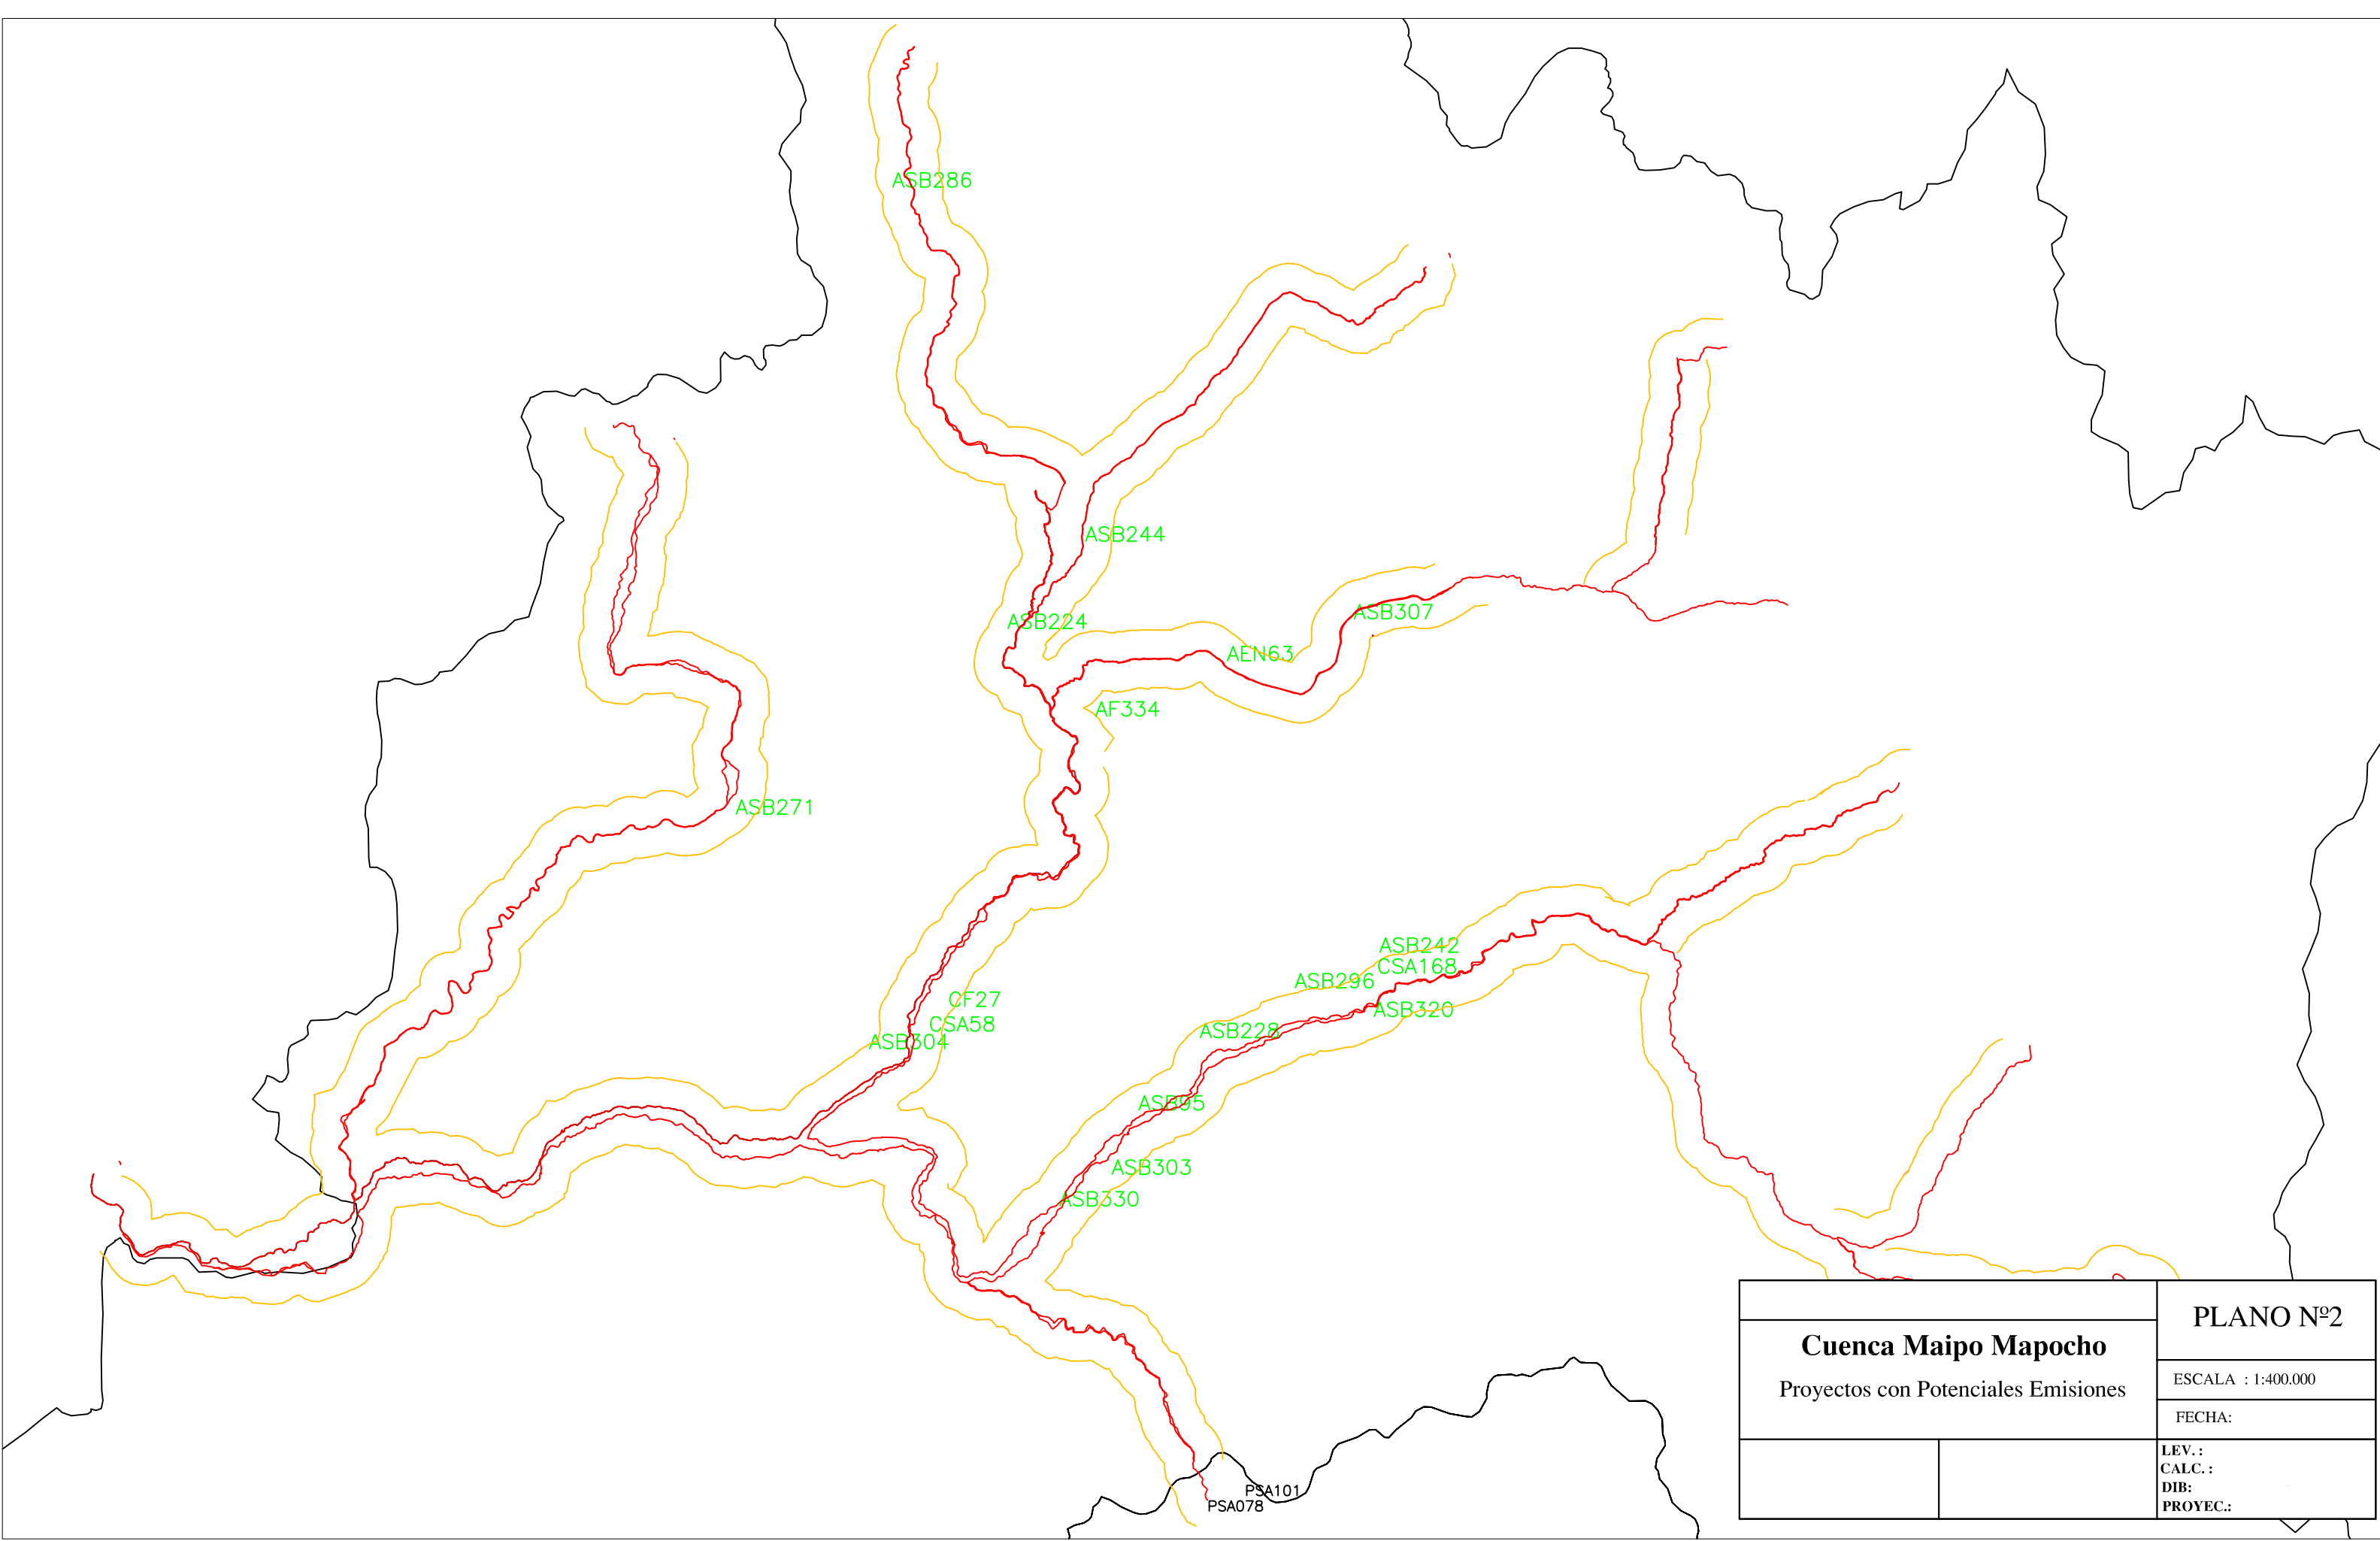 ASB286
ASB244
ASB224
ASB307
AEN63
AF334
ASB271
ASB242
CSA168
ASB296
CF27
ASB320
CSA58
ASB228
ASB304
ASB95
ASB303
ASB330
PSA101
PSA078
PLANO Nº2
Cuenca Maipo Mapocho
Proyectos con Potenciales Emisiones
ESCALA : 1:400.000
FECHA:
LEV. :
CALC. :
DIB:
PROYEC.: